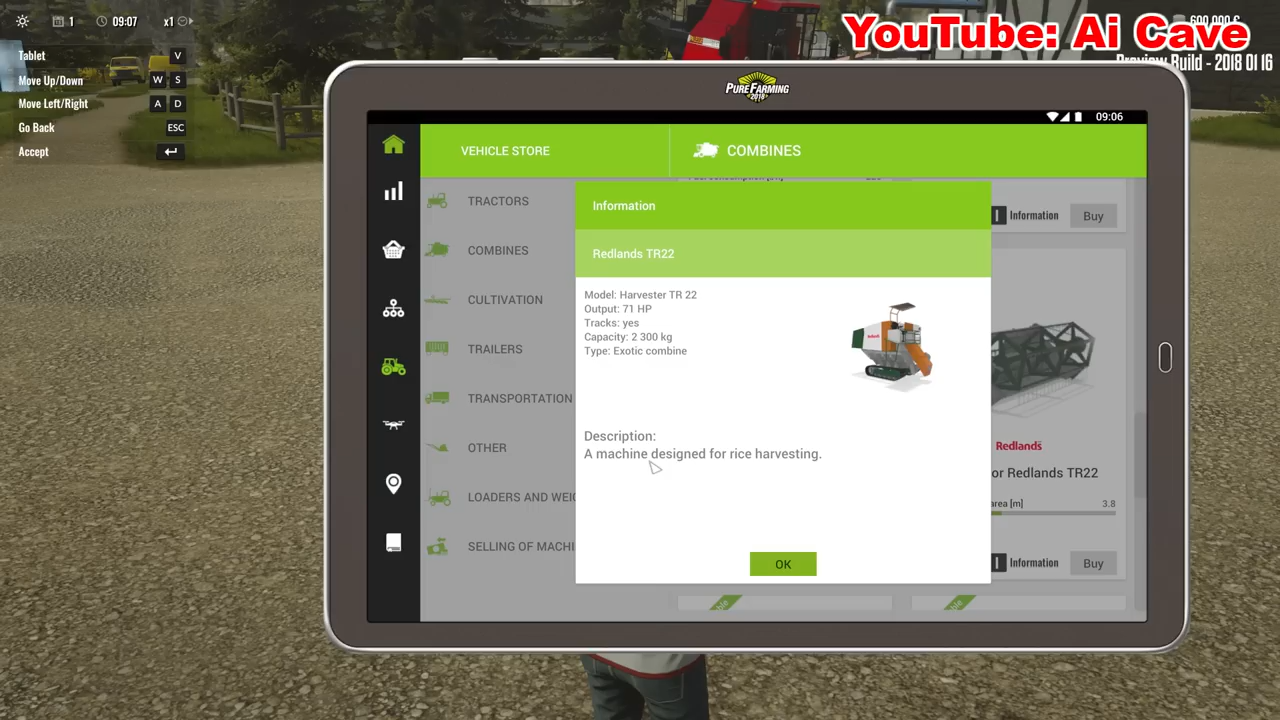 1
09:07
x1
Tablet
V
Move Up/Down
W S
Move Left/Right
A D
Go Back
ESC
Accept
YouTube: Ai Cave
Preview Build - 2018 01 16
PURE FARMING
2018
09:06
VEHICLE STORE
COMBINES
TRACTORS
COMBINES
CULTIVATION
TRAILERS
TRANSPORTATION
OTHER
LOADERS AND WEI
SELLING OF MACHI
Information
Redlands TR22
Model: Harvester TR 22
Output: 71 HP
Tracks: yes
Capacity: 2 300 kg
Type: Exotic combine
Description:
A machine designed for rice harvesting.
OK
I Information
Buy
Redlands
or Redlands TR22
area [m]
3.8
I Information
Buy